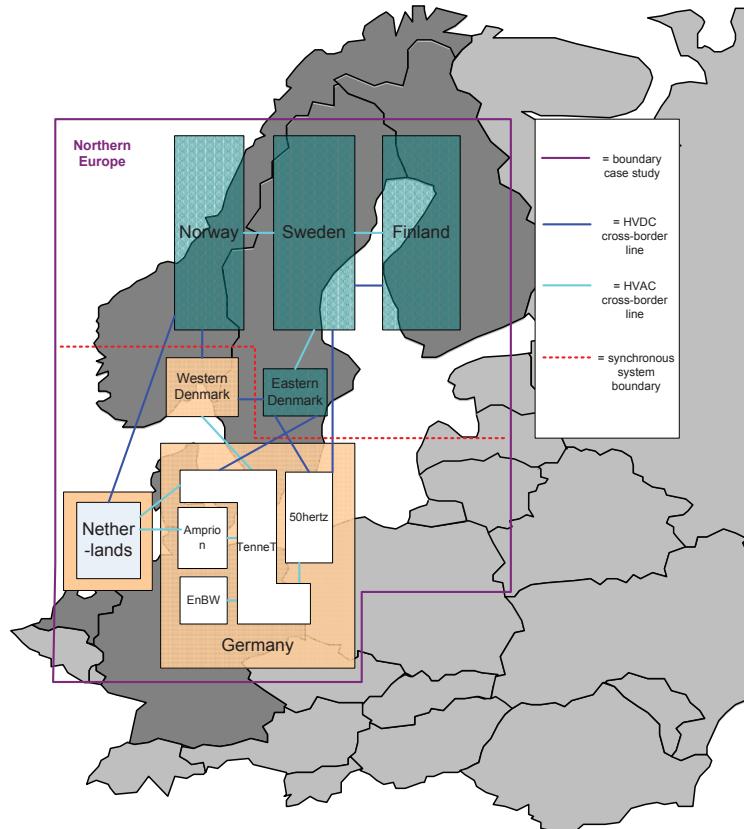 Northern
Europe
Norway
Sweden
Finland
Western
Denmark
Eastern
Denmark
Nether
-lands
Amprio
n
TenneT
50hertz
EnBW
Germany
= boundary
case study
= HVDC
cross-border
line
= HVAC
cross-border
line
= synchronous
system
boundary